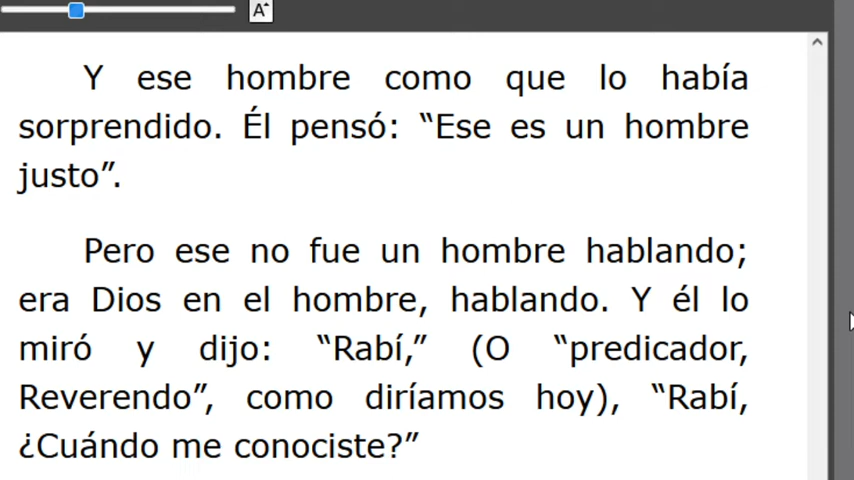 A
Y ese hombre como que lo había
sorprendido. Él pensó: “Ese es un hombre
justo”.
Pero ese no fue un hombre hablando;
era Dios en el hombre, hablando. Y él lo
miró y dijo: “Rabí,” (O “predicador,
Reverendo”, como diríamos hoy), “Rabí,
¿Cuándo me conociste?”